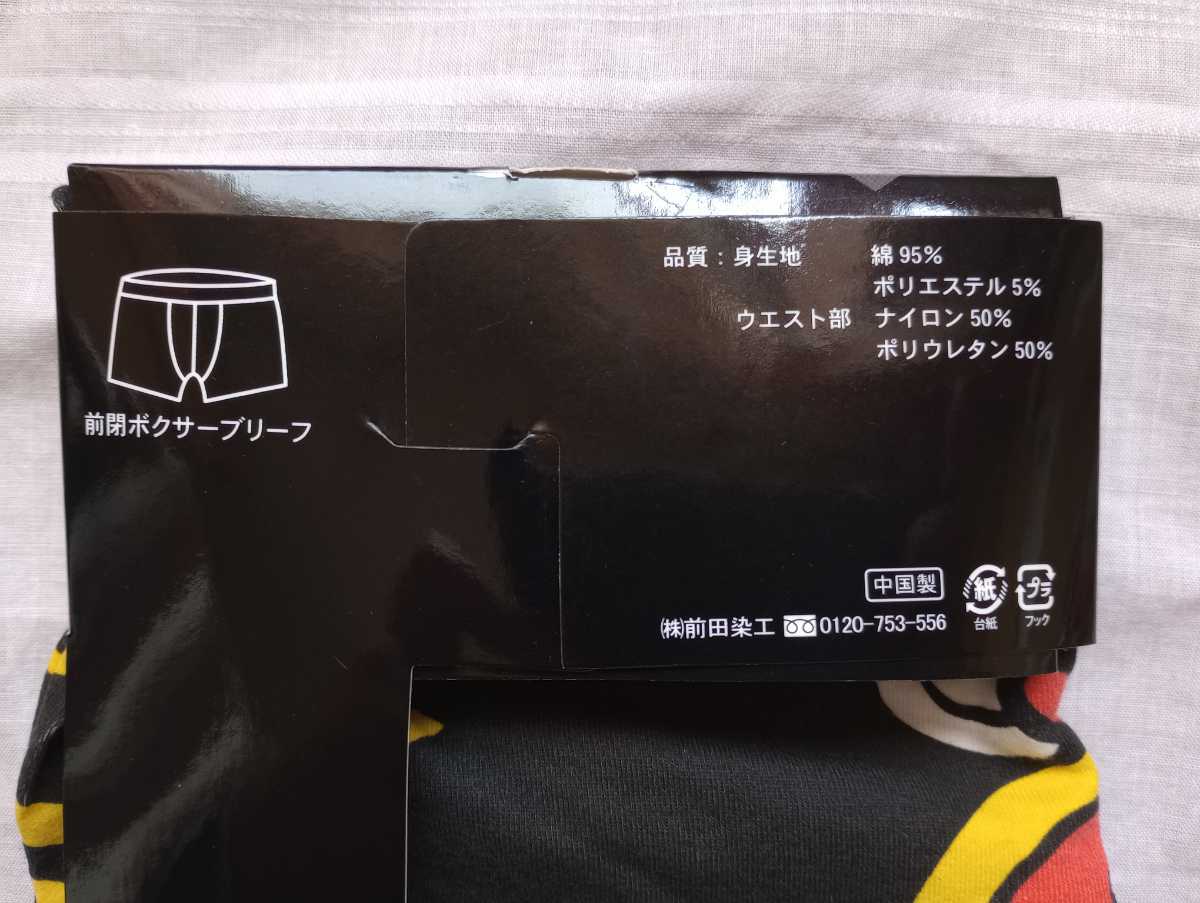 品質：身生地 綿 95%
ポリエステル 5%
ウエスト部 ナイロン 50%
ポリウレタン 50%
前閉ボクサーブリーフ
中国製
紙
台紙
プラ
フック
㈱前田染工 0120-753-556